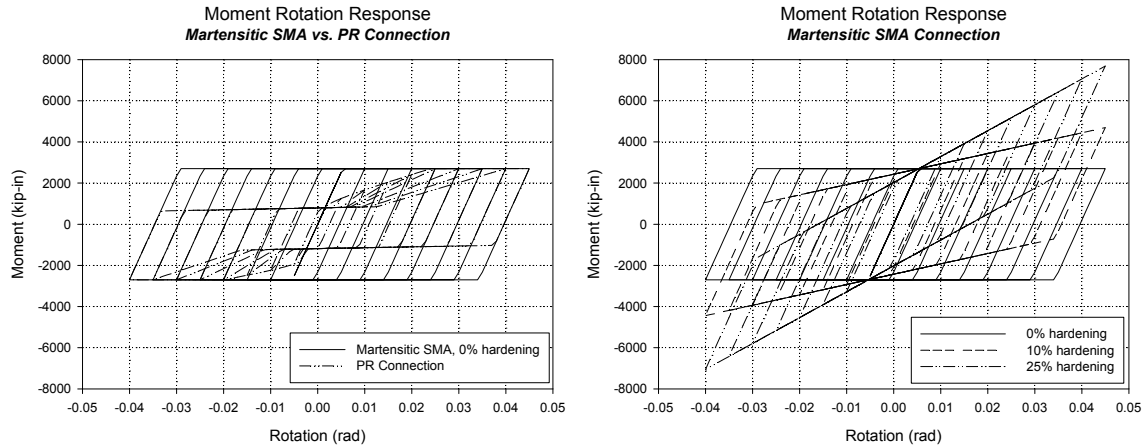 Moment Rotation Response
Martensitic SMA vs. PR Connection
8000
6000
4000
2000
0
-2000
-4000
-6000
-8000
Moment (kip-in)
Martensitic SMA, 0% hardening
PR Connection
-0.05 -0.04 -0.03 -0.02 -0.01 0.00 0.01 0.02 0.03 0.04 0.05
Rotation (rad)
Moment Rotation Response
Martensitic SMA Connection
8000
6000
4000
2000
0
-2000
-4000
-6000
-8000
Moment (kip-in)
0% hardening
10% hardening
25% hardening
-0.05 -0.04 -0.03 -0.02 -0.01 0.00 0.01 0.02 0.03 0.04 0.05
Rotation (rad)